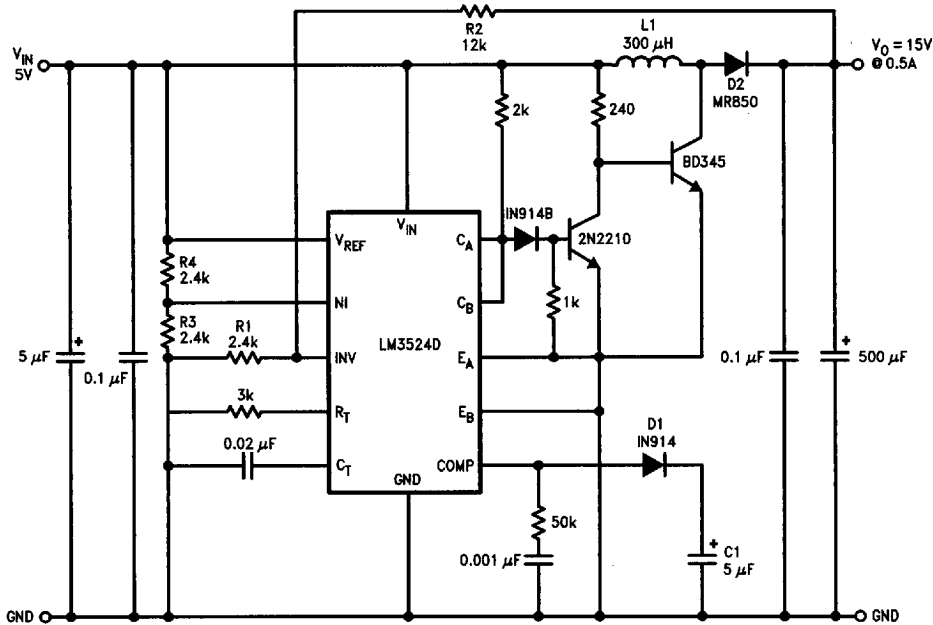 R2
12k
L1
300 μH
VIN
5V
VO = 15V
@ 0.5A
D2
MR850
2k
240
BD345
IN914B
2N2210
VIN
VREF
CA
R4
2.4k
NI
CB
1k
R3
2.4k
R1
2.4k
INV
LM3524D
EA
5 μF
+
0.1 μF
0.1 μF
+
500 μF
3k
RT
EB
0.02 μF
CT
COMP
GND
D1
IN914
50k
0.001 μF
+
C1
5 μF
GND
GND